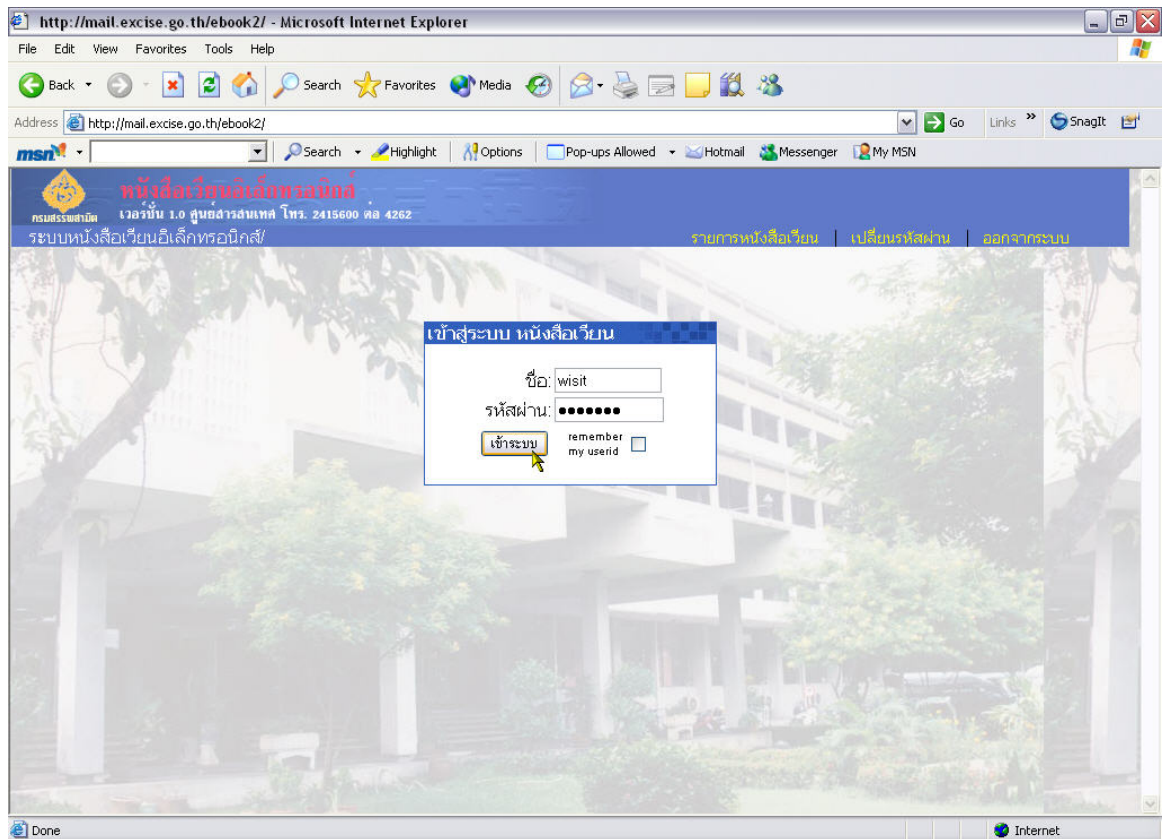 http://mail.excise.go.th/ebook2/ - Microsoft Internet Explorer
File Edit View Favorites Tools Help
Back Search Favorites Media
Address http://mail.excise.go.th/ebook2/ Go Links » SnagIt
msn Search Highlight Options Pop-ups Allowed Hotmail Messenger My MSN
หนังสือเวียนอิเล็กทรอนิกส์
กรมสรรพสามิต เวอร์ชั่น 1.0 ศูนย์สารสนเทศ โทร. 2415600 ต่อ 4262
ระบบหนังสือเวียนอิเล็กทรอนิกส์/ รายการหนังสือเวียน | เปลี่ยนรหัสผ่าน | ออกจากระบบ
เข้าสู่ระบบ หนังสือเวียน
ชื่อ: wisit
รหัสผ่าน: •••••••
เข้าระบบ remember
my userid
Done Internet